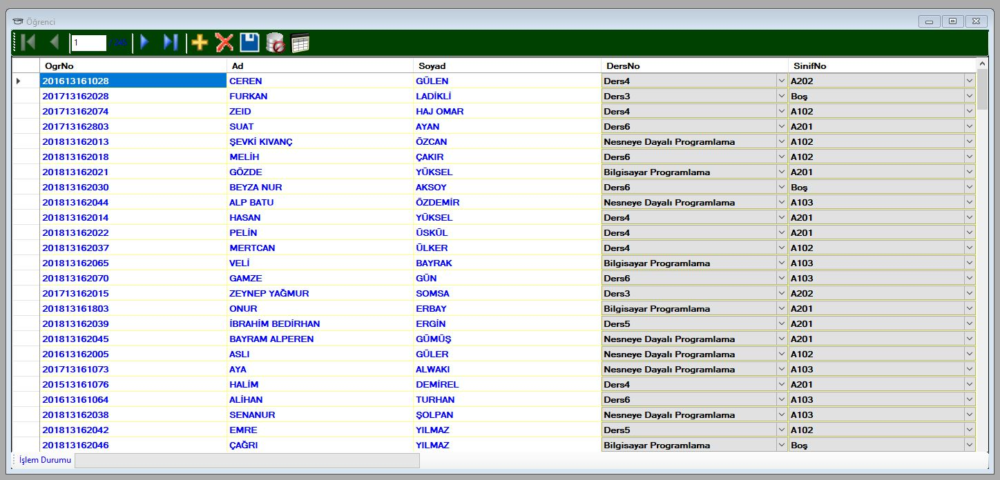 Öğrenci
1 / 245
OgrNo Ad Soyad DersNo SinifNo
201613161028 CEREN GÜLEN Ders4 A202
201713162028 FURKAN LADİKLİ Ders3 Boş
201713162074 ZEID HAJ OMAR Ders4 A102
201713162803 SUAT AYAN Ders6 A201
201813162013 ŞEVKİ KIVANÇ ÖZCAN Nesneye Dayalı Programlama A102
201813162018 MELİH ÇAKIR Ders6 A102
201813162021 GÖZDE YÜKSEL Bilgisayar Programlama A201
201813162030 BEYZA NUR AKSOY Ders6 Boş
201813162044 ALP BATU ÖZDEMİR Nesneye Dayalı Programlama A103
201813162014 HASAN YÜKSEL Ders4 A201
201813162022 PELİN ÜSKÜL Ders4 A201
201813162037 MERTCAN ÜLKER Ders4 A102
201813162065 VELİ BAYRAK Bilgisayar Programlama A103
201813162070 GAMZE GÜN Ders6 A103
201713162015 ZEYNEP YAĞMUR SOMSA Ders3 A202
201813161803 ONUR ERBAY Bilgisayar Programlama A201
201813162039 İBRAHİM BEDİRHAN ERGİN Ders5 A201
201813162045 BAYRAM ALPEREN GÜMÜŞ Nesneye Dayalı Programlama A201
201613162005 ASLI GÜLER Nesneye Dayalı Programlama A102
201713161073 AYA ALWAKI Nesneye Dayalı Programlama A103
201513161076 HALİM DEMİREL Ders4 A201
201613161064 ALİHAN TURHAN Ders6 A103
201813162038 SENANUR ŞOLPAN Nesneye Dayalı Programlama A103
201813162042 EMRE YILMAZ Ders5 A102
201813162046 ÇAĞRI YILMAZ Bilgisayar Programlama Boş
İşlem Durumu